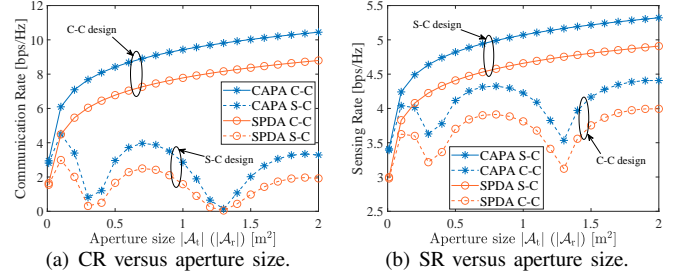 Communication Rate [bps/Hz]
12
10
8
6
4
2
0
C-C design
CAPA C-C
CAPA S-C
SPDA C-C
SPDA S-C
S-C design
0 0.5 1 1.5 2
Aperture size |𝒜t| (|𝒜r|) [m²]
(a) CR versus aperture size.
Sensing Rate [bps/Hz]
5.5
5
4.5
4
3.5
3
2.5
S-C design
CAPA S-C
CAPA C-C
SPDA S-C
SPDA C-C
C-C design
0 0.5 1 1.5 2
Aperture size |𝒜t| (|𝒜r|) [m²]
(b) SR versus aperture size.